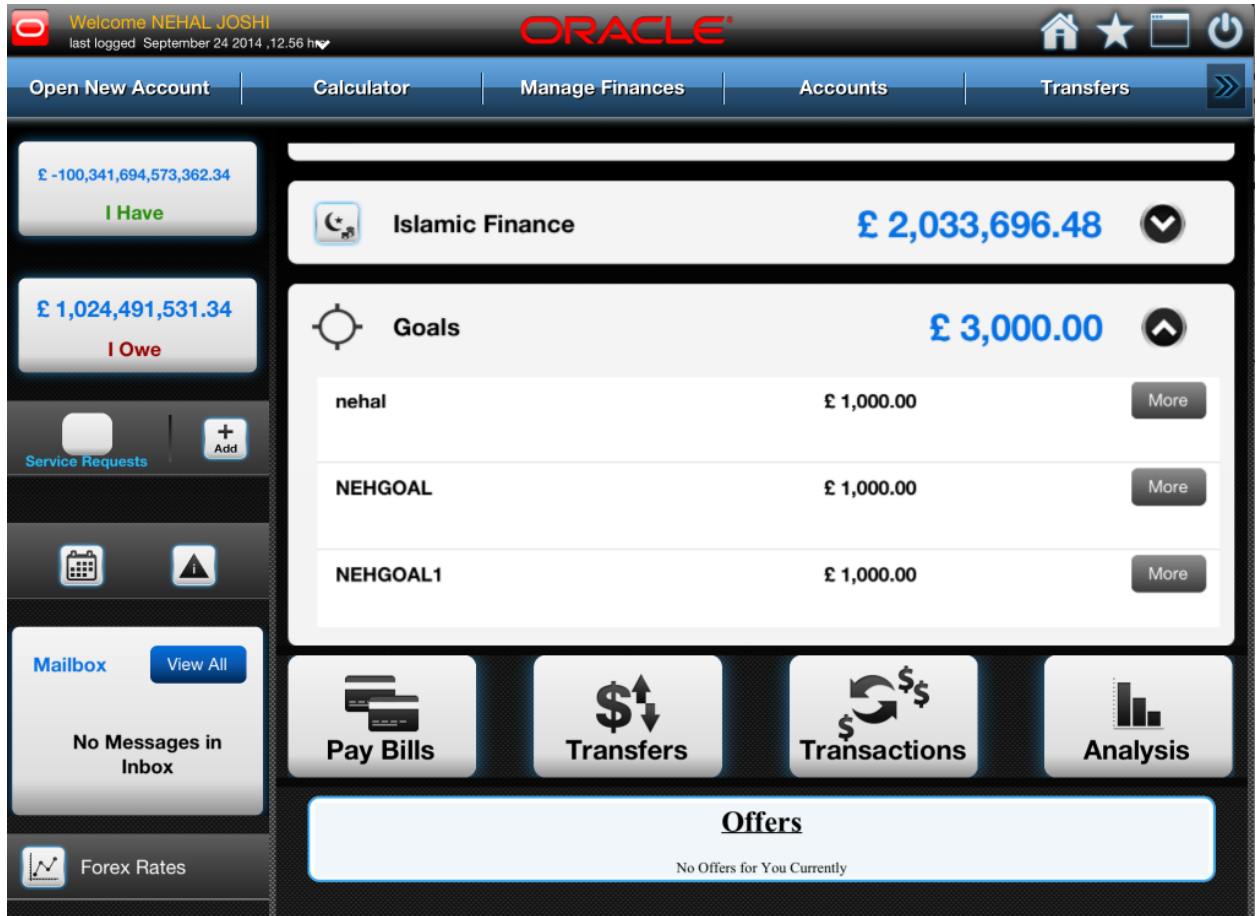 Welcome NEHAL JOSHI
last logged September 24 2014 ,12.56 hrs
ORACLE
Open New Account
Calculator
Manage Finances
Accounts
Transfers
£ -100,341,694,573,362.34
I Have
£ 1,024,491,531.34
I Owe
Service Requests
+
Add
Mailbox
View All
No Messages in
Inbox
Forex Rates
Islamic Finance
£ 2,033,696.48
Goals
£ 3,000.00
nehal
£ 1,000.00
More
NEHGOAL
£ 1,000.00
More
NEHGOAL1
£ 1,000.00
More
Pay Bills
Transfers
Transactions
Analysis
Offers
No Offers for You Currently